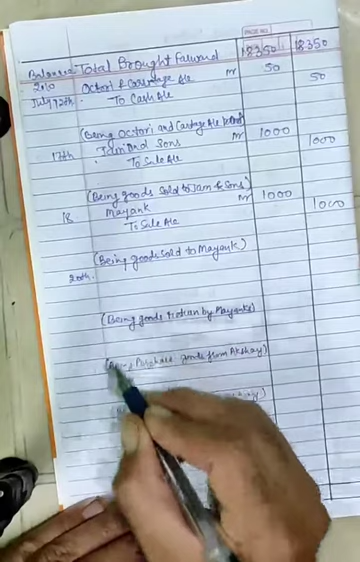 PAGE NO.
Balance Total Brought Forward 18350 18350
2010
July 12th Octroi & Cartage A/c Dr 50
To Cash A/c 50
(Being Octroi and Cartage A/c
17th Jam and Sons Dr 1000
To Sale A/c 1000
(Being goods sold to Jam & Sons)
18 Mayank Dr 1000
To Sale A/c 1000
(Being goods sold to Mayank)
20th
(Being goods return by Mayank)
(Being Purchase goods from Akshay)